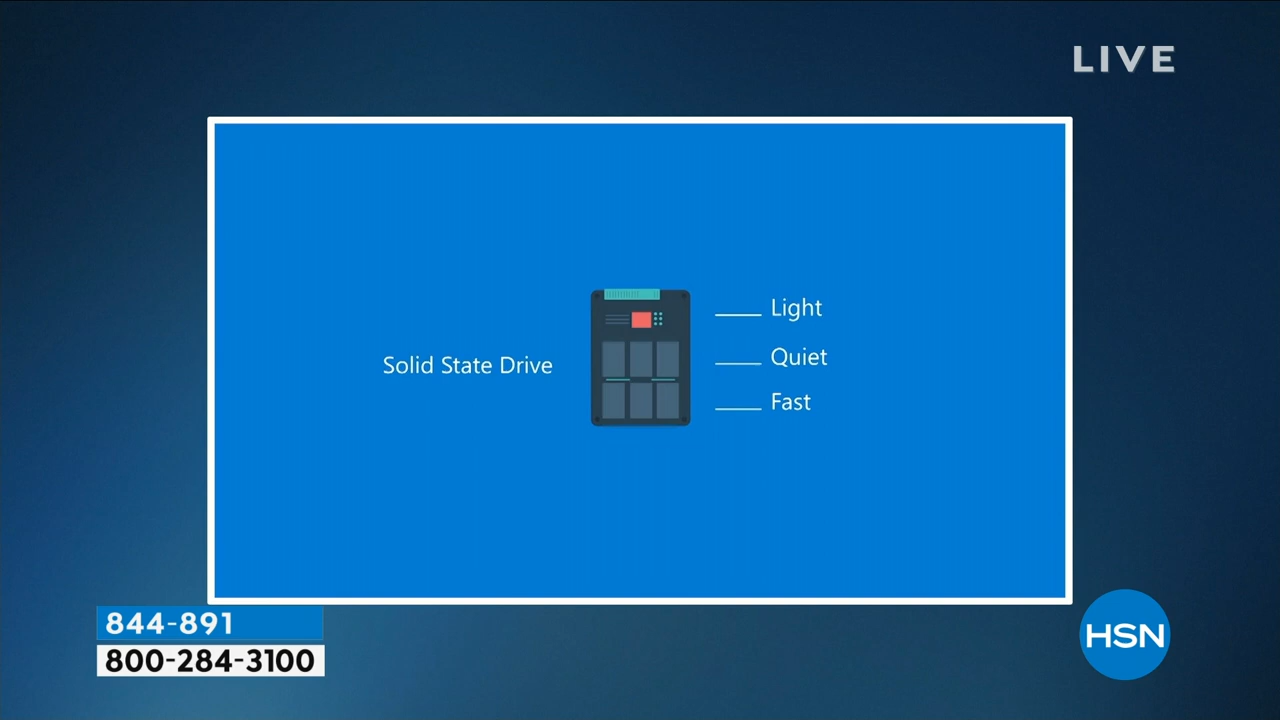 LIVE
Light
Quiet
Solid State Drive
Fast
844-891
800-284-3100
HSN